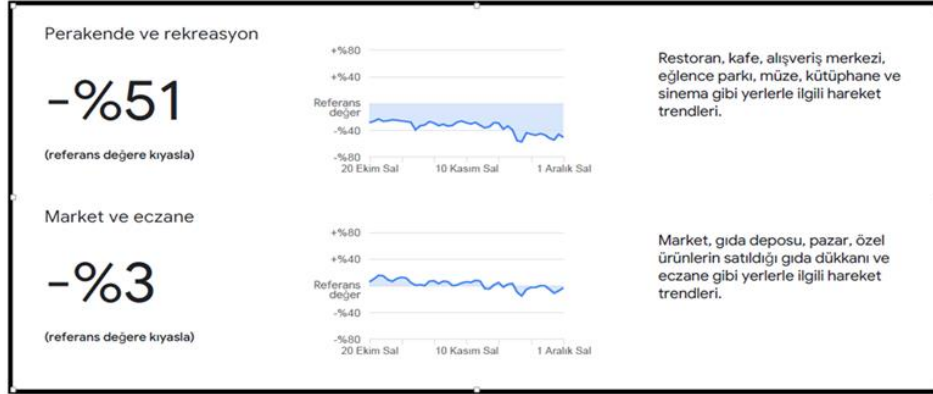 Perakende ve rekreasyon
-%51
(referans değere kıyasla)
+%80
+%40
Referans
değer
-%40
-%80
20 Ekim Sal
10 Kasım Sal
1 Aralık Sal
Restoran, kafe, alışveriş merkezi,
eğlence parkı, müze, kütüphane ve
sinema gibi yerlerle ilgili hareket
trendleri.
Market ve eczane
-%3
(referans değere kıyasla)
+%80
+%40
Referans
değer
-%40
-%80
20 Ekim Sal
10 Kasım Sal
1 Aralık Sal
Market, gıda deposu, pazar, özel
ürünlerin satıldığı gıda dükkanı ve
eczane gibi yerlerle ilgili hareket
trendleri.